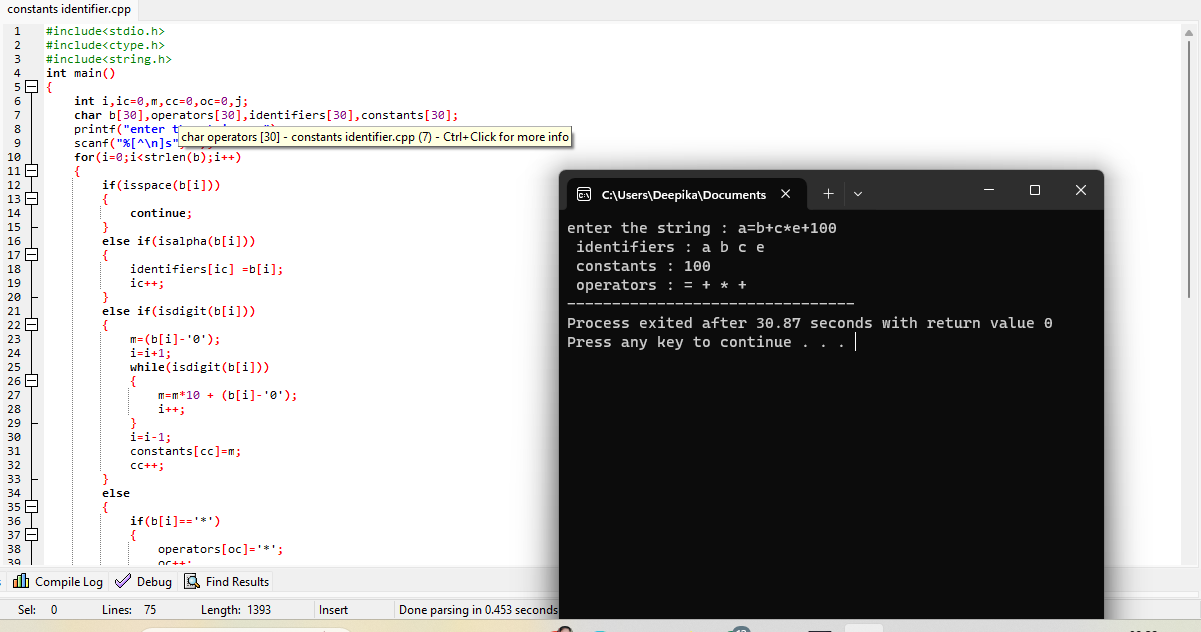 constants identifier.cpp
1 #include<stdio.h>
2 #include<ctype.h>
3 #include<string.h>
4 int main()
5 {
6 int i,ic=0,m,cc=0,oc=0,j;
7 char b[30],operators[30],identifiers[30],constants[30];
8 printf("enter t
char operators [30] - constants identifier.cpp (7) - Ctrl+Click for more info
9 scanf("%[^\n]s"
10 for(i=0;i<strlen(b);i++)
11 {
12 if(isspace(b[i]))
13 {
14 continue;
15 }
16 else if(isalpha(b[i]))
17 {
18 identifiers[ic] =b[i];
19 ic++;
20 }
21 else if(isdigit(b[i]))
22 {
23 m=(b[i]-'0');
24 i=i+1;
25 while(isdigit(b[i]))
26 {
27 m=m*10 + (b[i]-'0');
28 i++;
29 }
30 i=i-1;
31 constants[cc]=m;
32 cc++;
33 }
34 else
35 {
36 if(b[i]=='*')
37 {
38 operators[oc]='*';
39 oc++;
C:\Users\Deepika\Documents
enter the string : a=b+c*e+100
identifiers : a b c e
constants : 100
operators : = + * +
--------------------------------
Process exited after 30.87 seconds with return value 0
Press any key to continue . . .
Compile Log Debug Find Results
Sel: 0 Lines: 75 Length: 1393 Insert Done parsing in 0.453 seconds